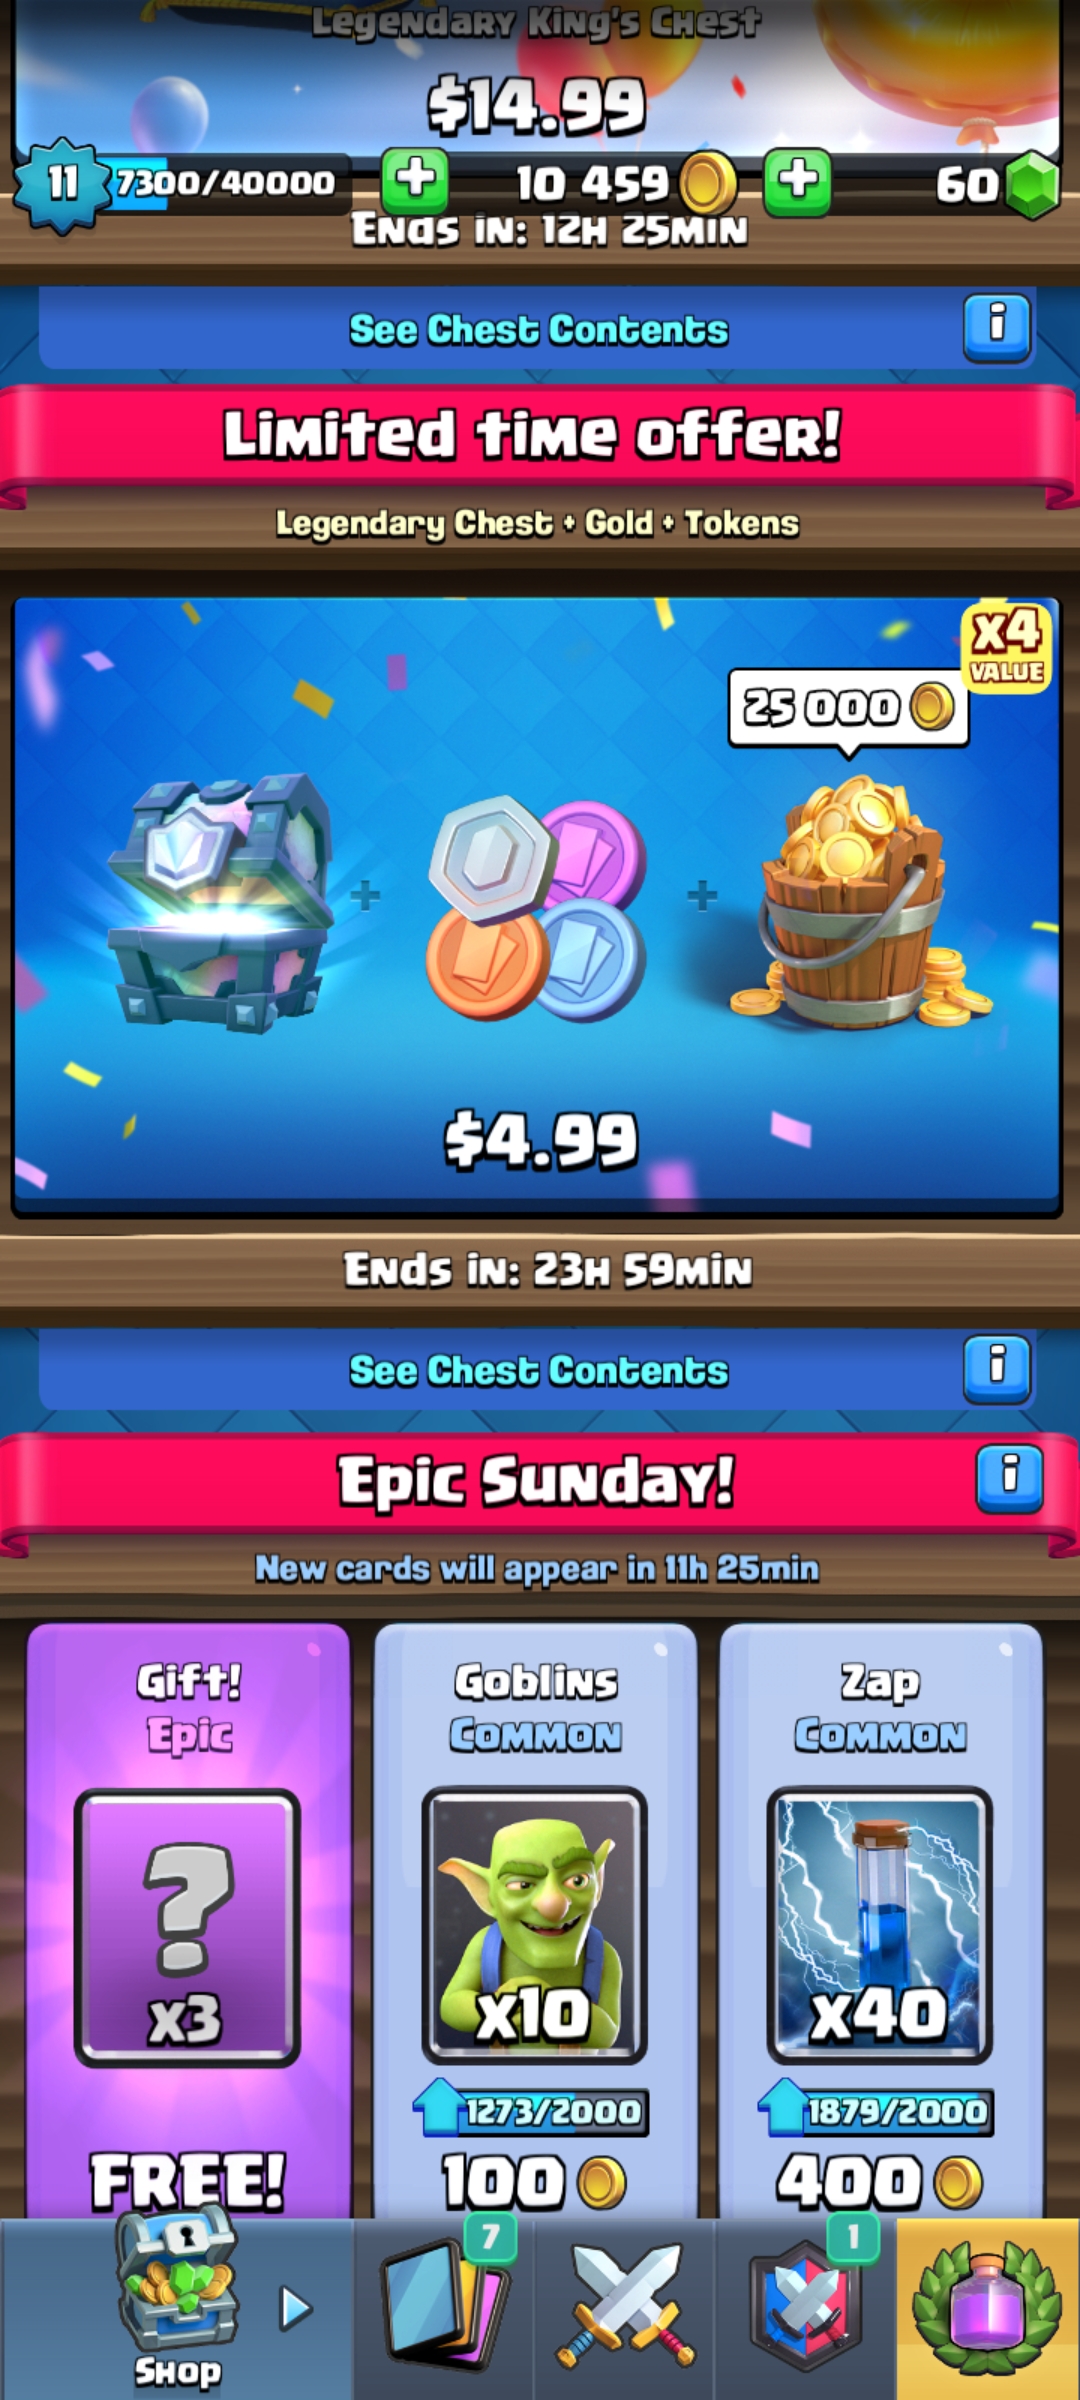 Legendary King's Chest
$14.99
11
7300/40000
10 459
60
Ends in: 12h 25min
See Chest Contents
Limited time offer!
Legendary Chest + Gold + Tokens
x4
VALUE
25 000
$4.99
Ends in: 23h 59min
See Chest Contents
Epic Sunday!
New cards will appear in 11h 25min
Gift!
Epic
x3
FREE!
Goblins
Common
x10
1273/2000
100
Zap
Common
x40
1879/2000
400
Shop
7
1